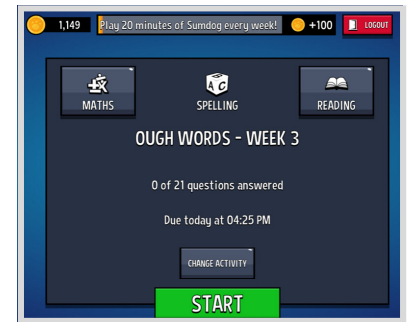 1,149 Play 20 minutes of Sumdog every week! +100 LOGOUT
A C
MATHS SPELLING READING
OUGH WORDS - WEEK 3
0 of 21 questions answered
Due today at 04:25 PM
CHANGE ACTIVITY
START